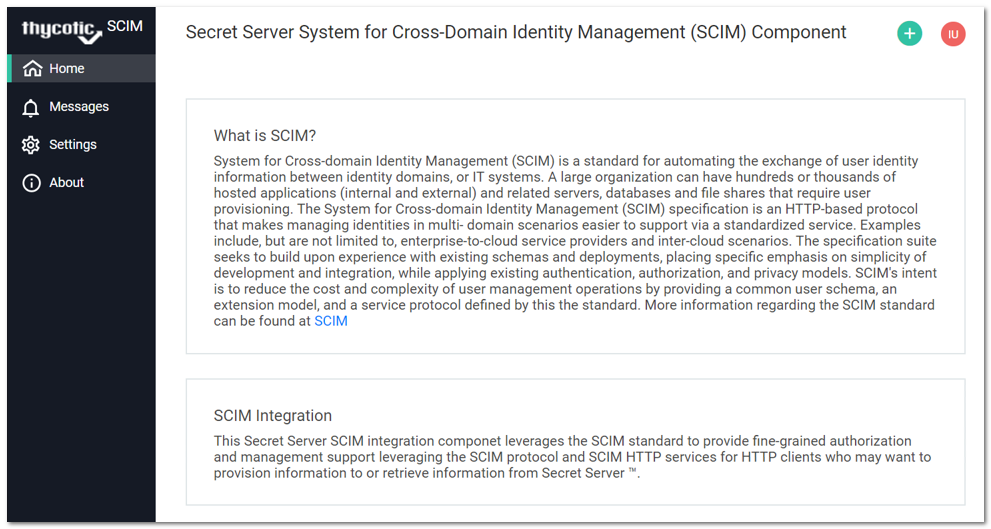 thycotic SCIM
Secret Server System for Cross-Domain Identity Management (SCIM) Component
+
IU
Home
Messages
Settings
About
What is SCIM?
System for Cross-domain Identity Management (SCIM) is a standard for automating the exchange of user identity
information between identity domains, or IT systems. A large organization can have hundreds or thousands of
hosted applications (internal and external) and related servers, databases and file shares that require user
provisioning. The System for Cross-domain Identity Management (SCIM) specification is an HTTP-based protocol
that makes managing identities in multi- domain scenarios easier to support via a standardized service. Examples
include, but are not limited to, enterprise-to-cloud service providers and inter-cloud scenarios. The specification suite
seeks to build upon experience with existing schemas and deployments, placing specific emphasis on simplicity of
development and integration, while applying existing authentication, authorization, and privacy models. SCIM's intent
is to reduce the cost and complexity of user management operations by providing a common user schema, an
extension model, and a service protocol defined by this the standard. More information regarding the SCIM standard
can be found at SCIM
SCIM Integration
This Secret Server SCIM integration componet leverages the SCIM standard to provide fine-grained authorization
and management support leveraging the SCIM protocol and SCIM HTTP services for HTTP clients who may want to
provision information to or retrieve information from Secret Server ™.